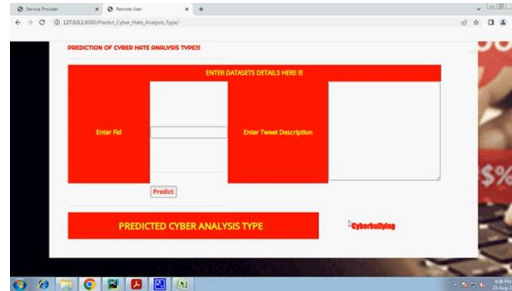 Service Provider
Remote User
127.0.0.1:8000/Predict_Cyber_Hate_Analysis_Type/
PREDICTION OF CYBER HATE ANALYSIS TYPE!!!
ENTER DATASETS DETAILS HERE !!!
Enter Fid
Enter Tweet Description
Predict
PREDICTED CYBER ANALYSIS TYPE
Cyberbullying
$%